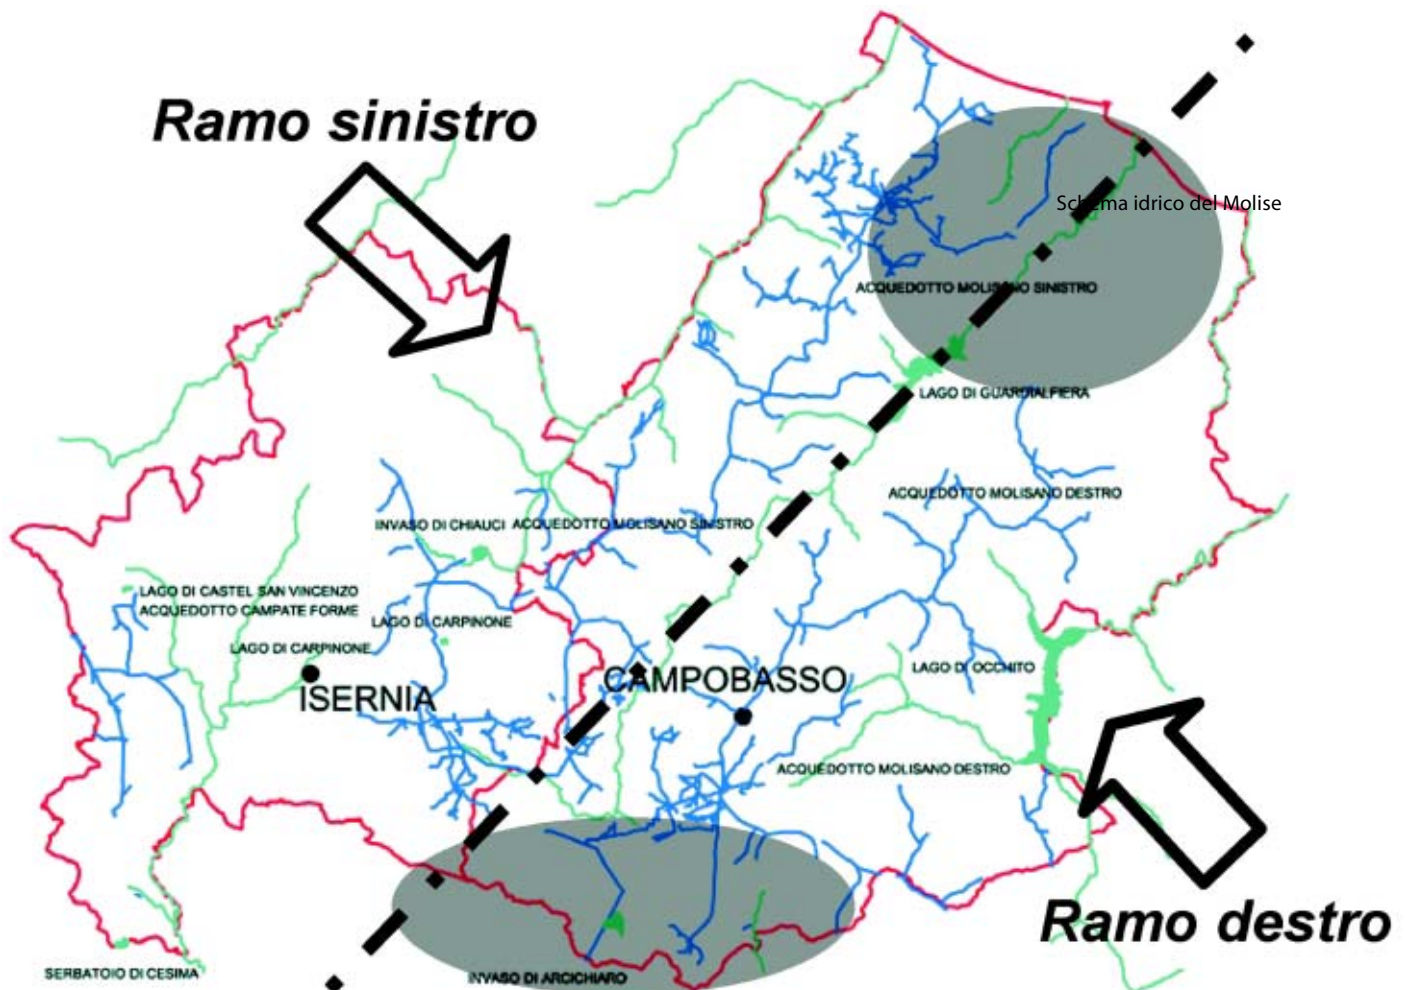 Ramo sinistro
Schema idrico del Molise
ACQUEDOTTO MOLISANO SINISTRO
LAGO DI GUARDIALFIERA
ACQUEDOTTO MOLISANO DESTRO
INVASO DI CHIAUCI
ACQUEDOTTO MOLISANO SINISTRO
LAGO DI CASTEL SAN VINCENZO
ACQUEDOTTO CAMPATE FORME
LAGO DI CARPINONE
LAGO DI CARPINONE
ISERNIA
CAMPOBASSO
LAGO DI OCCHITO
ACQUEDOTTO MOLISANO DESTRO
Ramo destro
SERBATOIO DI CESIMA
INVASO DI ARCICHIARO